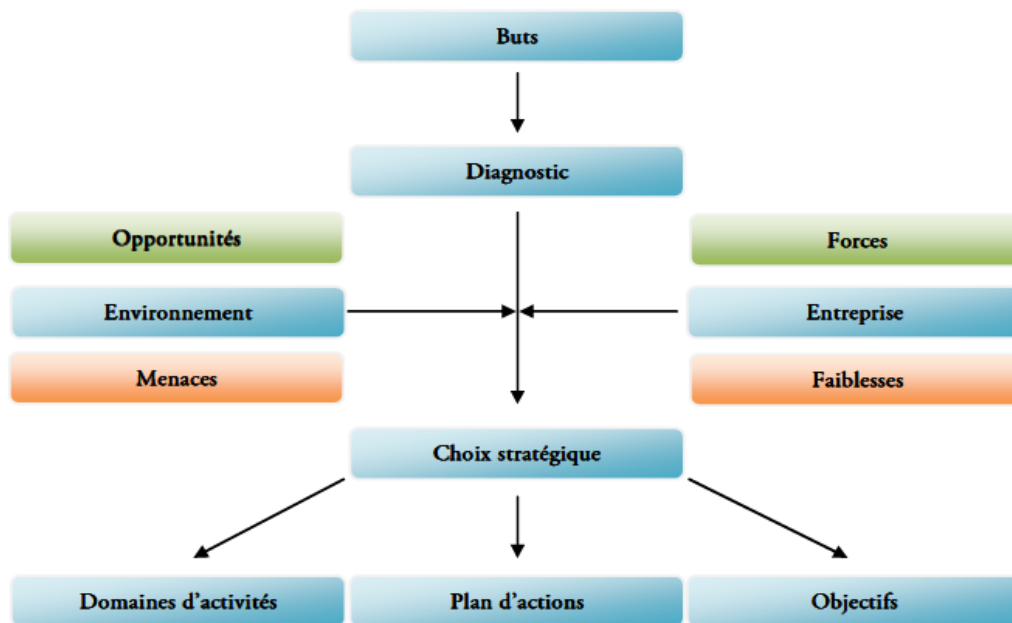 Buts
Diagnostic
Opportunités
Forces
Environnement
Entreprise
Menaces
Faiblesses
Choix stratégique
Domaines d'activités
Plan d'actions
Objectifs